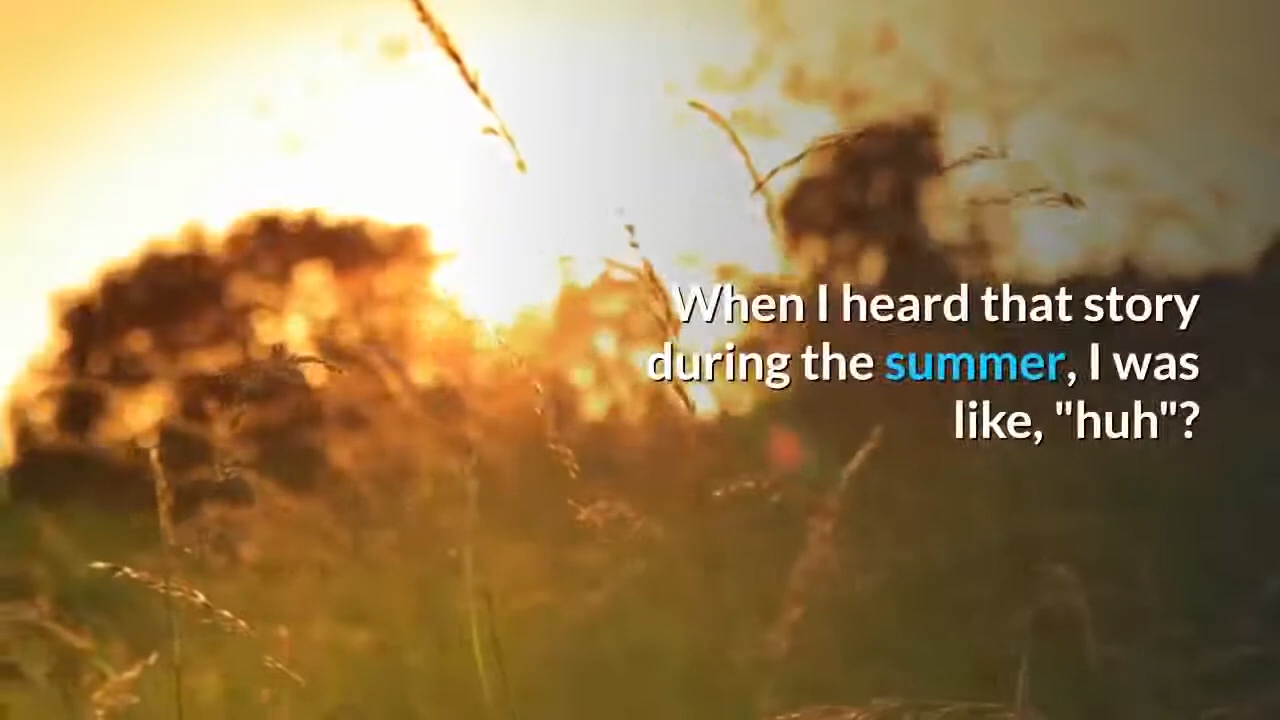 When I heard that story
during the summer, I was
like, "huh"?